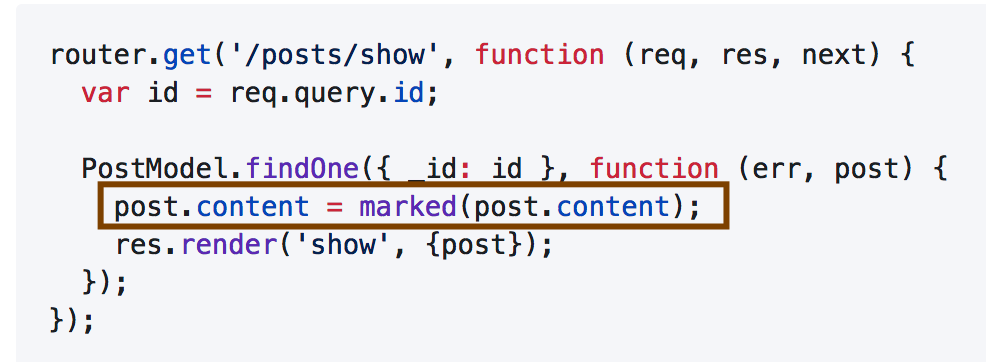 router.get('/posts/show', function (req, res, next) {
  var id = req.query.id;

  PostModel.findOne({ _id: id }, function (err, post) {
    post.content = marked(post.content);
    res.render('show', {post});
  });
});